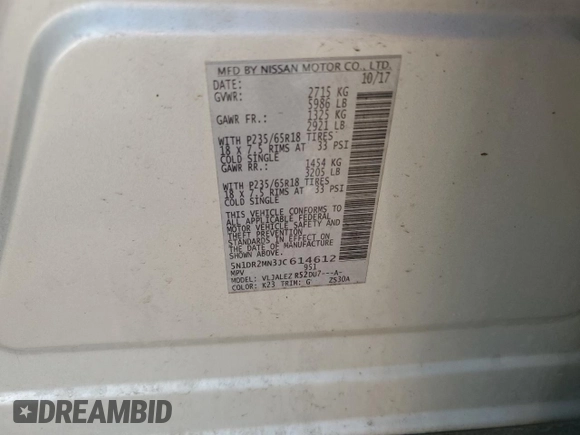 MFD BY NISSAN MOTOR CO., LTD.
DATE: 10/17
GVWR: 2715 KG
5986 LB
GAWR FR.: 1325 KG
2921 LB
WITH P235/65R18 TIRES
18 X 7.5 RIMS AT 33 PSI
COLD SINGLE
GAWR RR.: 1454 KG
3205 LB
WITH P235/65R18 TIRES
18 X 7.5 RIMS AT 33 PSI
COLD SINGLE
THIS VEHICLE CONFORMS TO
ALL APPLICABLE FEDERAL
MOTOR VEHICLE SAFETY AND
THEFT PREVENTION
STANDARDS IN EFFECT ON
THE DATE OF MANUFACTURE
SHOWN ABOVE.
5N1DR2MN3JC614612
MPV 951
MODEL: VLJALEZ R52DU7---A-
COLOR: K23 TRIM: G ZS30A
DREAMBID